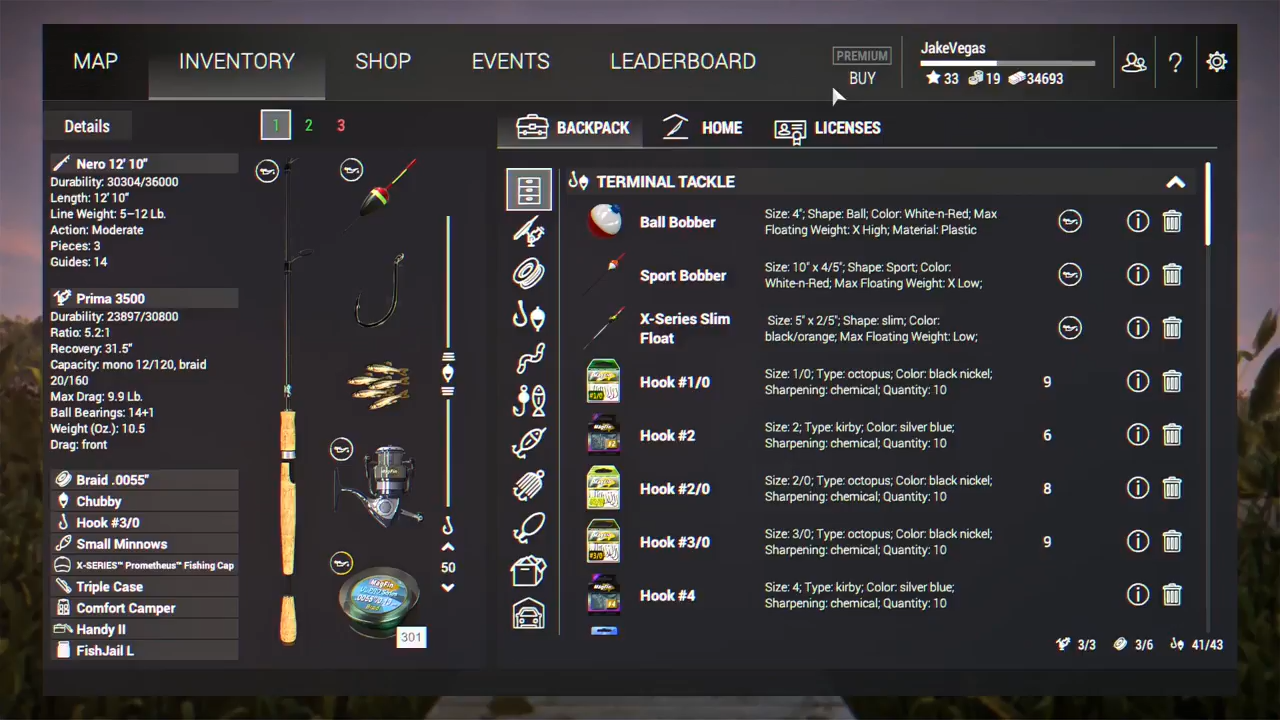 MAP
INVENTORY
SHOP
EVENTS
LEADERBOARD
PREMIUM
BUY
JakeVegas
33
19
34693
?
Details
1
2
3
BACKPACK
HOME
LICENSES
Nero 12' 10"
Durability: 30304/36000
Length: 12' 10"
Line Weight: 5–12 Lb.
Action: Moderate
Pieces: 3
Guides: 14
Prima 3500
Durability: 23897/30800
Ratio: 5.2:1
Recovery: 31.5"
Capacity: mono 12/120, braid
20/160
Max Drag: 9.9 Lb.
Ball Bearings: 14+1
Weight (Oz.): 10.5
Drag: front
Braid .0055"
Chubby
Hook #3/0
Small Minnows
X-SERIES™ Prometheus™ Fishing Cap
Triple Case
Comfort Camper
Handy II
FishJail L
MagFin
301
50
TERMINAL TACKLE
Ball Bobber
Size: 4"; Shape: Ball; Color: White-n-Red; Max
Floating Weight: X High; Material: Plastic
Sport Bobber
Size: 10" x 4/5"; Shape: Sport; Color:
White-n-Red; Max Floating Weight: X Low;
X-Series Slim
Float
Size: 5" x 2/5"; Shape: slim; Color:
black/orange; Max Floating Weight: Low;
Hook #1/0
Size: 1/0; Type: octopus; Color: black nickel;
Sharpening: chemical; Quantity: 10
9
Hook #2
Size: 2; Type: kirby; Color: silver blue;
Sharpening: chemical; Quantity: 10
6
Hook #2/0
Size: 2/0; Type: octopus; Color: black nickel;
Sharpening: chemical; Quantity: 10
8
Hook #3/0
Size: 3/0; Type: octopus; Color: black nickel;
Sharpening: chemical; Quantity: 10
9
Hook #4
Size: 4; Type: kirby; Color: silver blue;
Sharpening: chemical; Quantity: 10
3/3
3/6
41/43